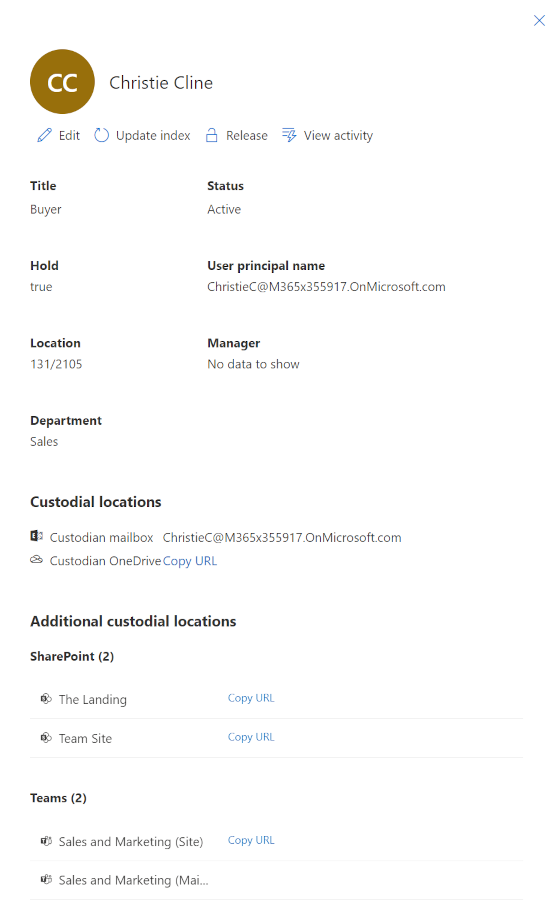 CC
Christie Cline
Edit Update index Release View activity
Title Status
Buyer Active
Hold User principal name
true ChristieC@M365x355917.OnMicrosoft.com
Location Manager
131/2105 No data to show
Department
Sales
Custodial locations
Custodian mailbox ChristieC@M365x355917.OnMicrosoft.com
Custodian OneDrive Copy URL
Additional custodial locations
SharePoint (2)
The Landing Copy URL
Team Site Copy URL
Teams (2)
Sales and Marketing (Site) Copy URL
Sales and Marketing (Mai...